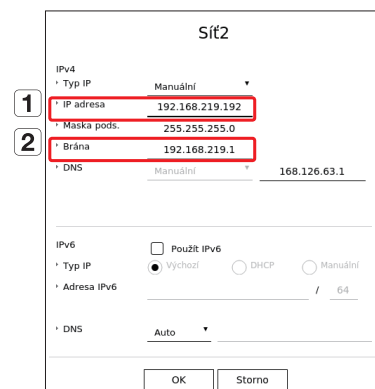 Síť2
IPv4
Typ IP Manuální
1 IP adresa 192.168.219.192
Maska pods. 255.255.255.0
2 Brána 192.168.219.1
DNS Manuální 168.126.63.1
IPv6 Použít IPv6
Typ IP Výchozí DHCP Manuální
Adresa IPv6 / 64
DNS Auto
OK Storno